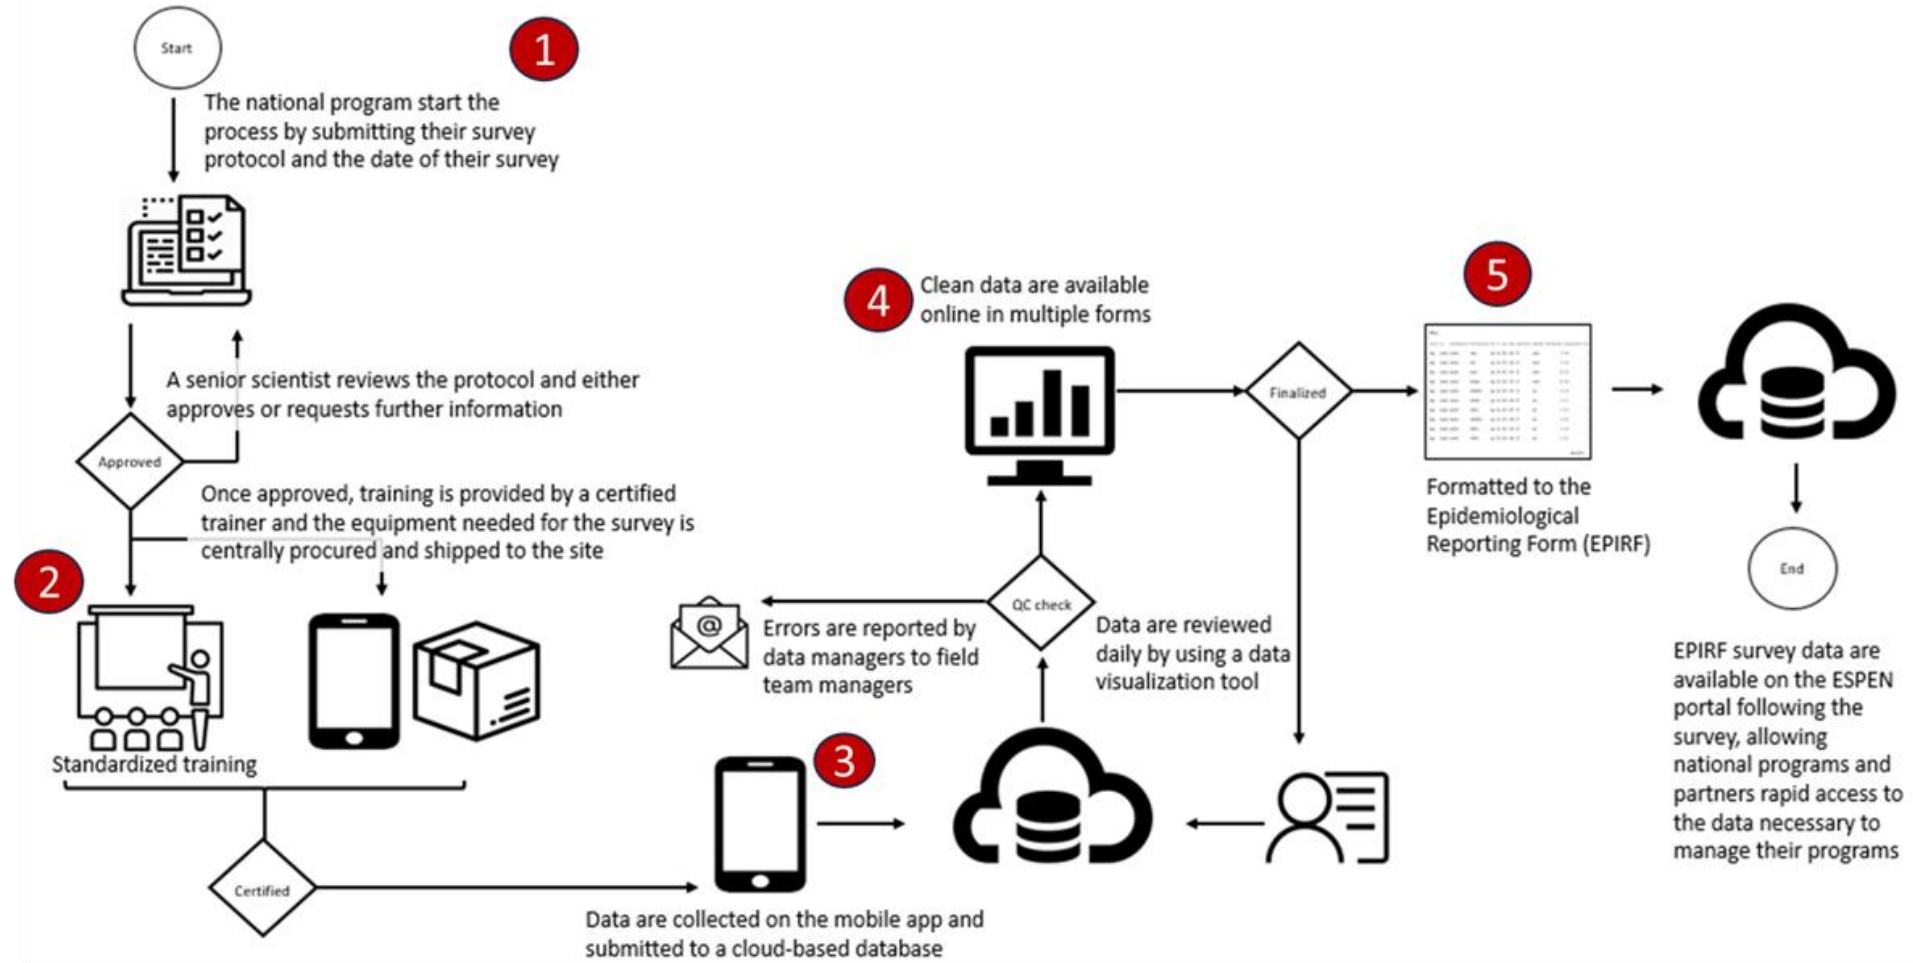 Start
1
The national program start the
process by submitting their survey
protocol and the date of their survey
A senior scientist reviews the protocol and either
approves or requests further information
Approved
Once approved, training is provided by a certified
trainer and the equipment needed for the survey is
centrally procured and shipped to the site
2
Standardized training
Certified
3
Data are collected on the mobile app and
submitted to a cloud-based database
QC check
Data are reviewed
daily by using a data
visualization tool
@
Errors are reported by
data managers to field
team managers
4
Clean data are available
online in multiple forms
Finalized
5
Formatted to the
Epidemiological
Reporting Form (EPIRF)
End
EPIRF survey data are
available on the ESPEN
portal following the
survey, allowing
national programs and
partners rapid access to
the data necessary to
manage their programs